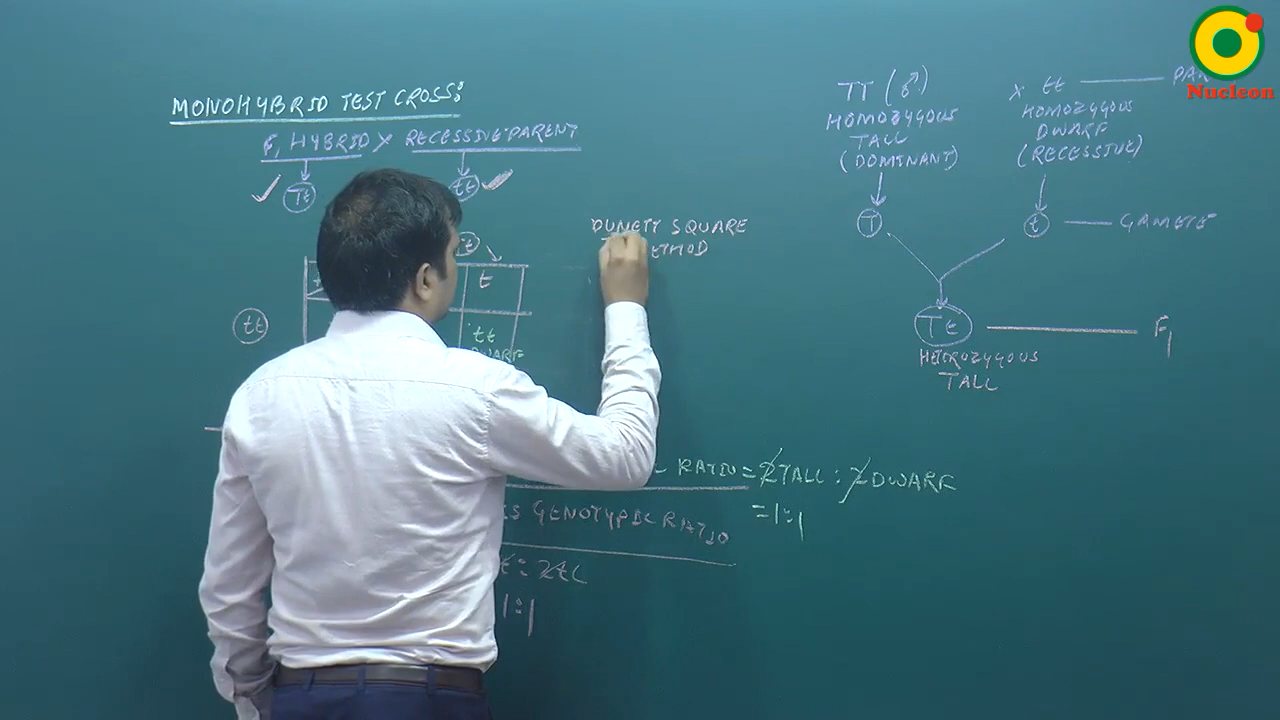 MONOHYBRID TEST CROSS:
F1 HYBRID X RECESSIVE PARENT
Tt
tt
t
t
tt
tt
DWARF
PUNETT SQUARE
RATIO = 2 TALL : 2 DWARF
= 1:1
GENOTYPIC RATIO
1:1
TT (♂)
HOMOZYGOUS
TALL
(DOMINANT)
T
X tt
HOMOZYGOUS
DWARF
(RECESSIVE)
t
GAMETE
Tt
F1
HETEROZYGOUS
TALL
Nucleon